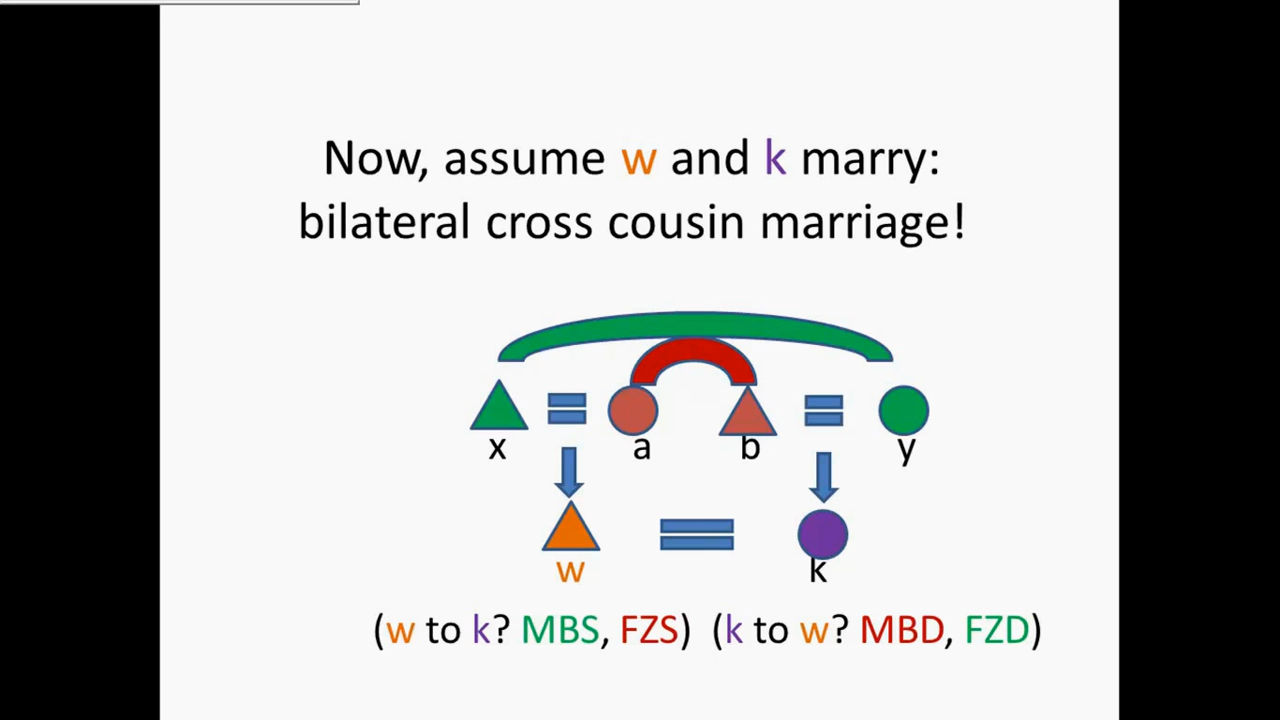 Now, assume w and k marry:
bilateral cross cousin marriage!
x a b y
w k
(w to k? MBS, FZS) (k to w? MBD, FZD)